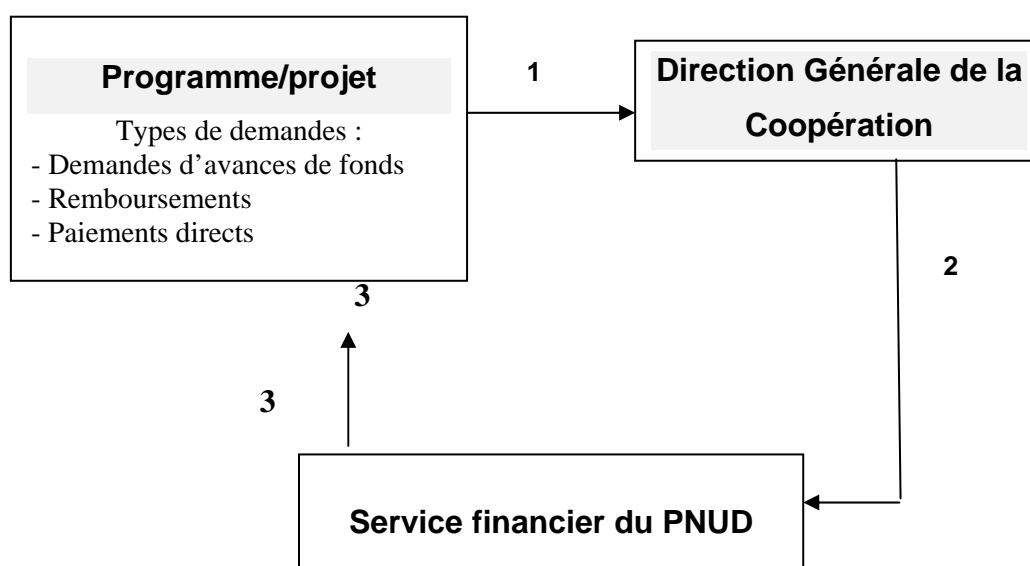 Programme/projet
Types de demandes :
- Demandes d’avances de fonds
- Remboursements
- Paiements directs
1
Direction Générale de la
Coopération
2
3
3
Service financier du PNUD